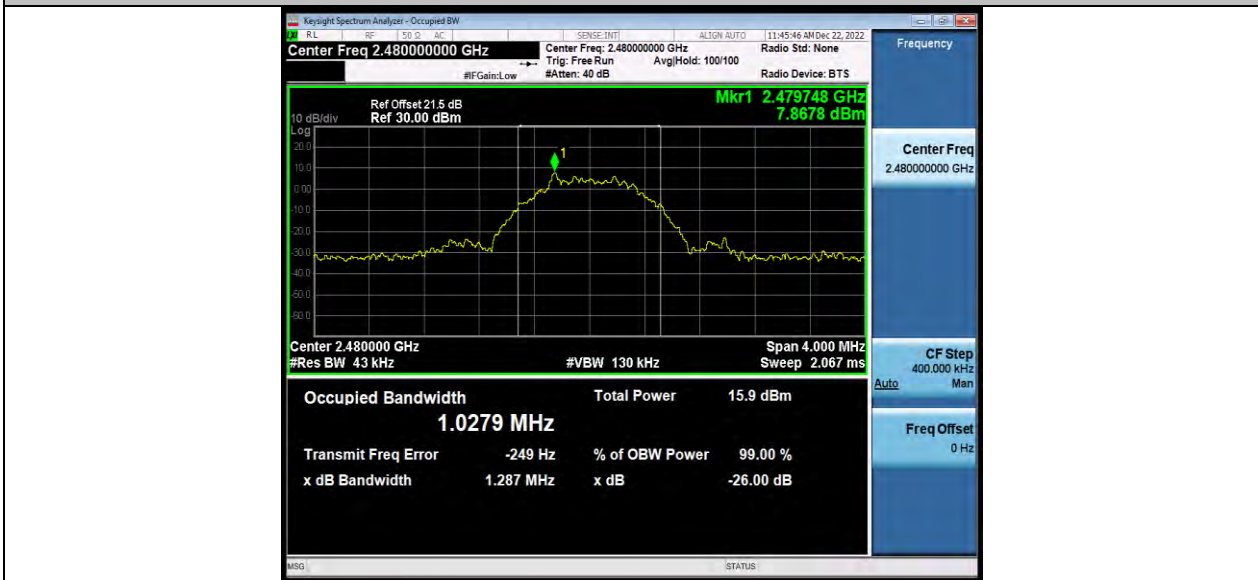 Keysight Spectrum Analyzer - Occupied BW
RL RF 50 Ω AC SENSE:INT ALIGN AUTO 11:45:46 AM Dec 22, 2022
Center Freq 2.480000000 GHz
Center Freq: 2.480000000 GHz Radio Std: None
Trig: Free Run Avg|Hold: 100/100
#IFGain:Low #Atten: 40 dB Radio Device: BTS
Frequency
Mkr1 2.479748 GHz
7.8678 dBm
Ref Offset 21.5 dB
10 dB/div Ref 30.00 dBm
Log
20.0
10.0
0.00
-10.0
-20.0
-30.0
-40.0
-50.0
-60.0
1
Center 2.480000 GHz Span 4.000 MHz
#Res BW 43 kHz #VBW 130 kHz Sweep 2.067 ms
Center Freq
2.480000000 GHz
CF Step
400.000 kHz
Auto Man
Freq Offset
0 Hz
Occupied Bandwidth Total Power 15.9 dBm
1.0279 MHz
Transmit Freq Error -249 Hz % of OBW Power 99.00 %
x dB Bandwidth 1.287 MHz x dB -26.00 dB
MSG STATUS